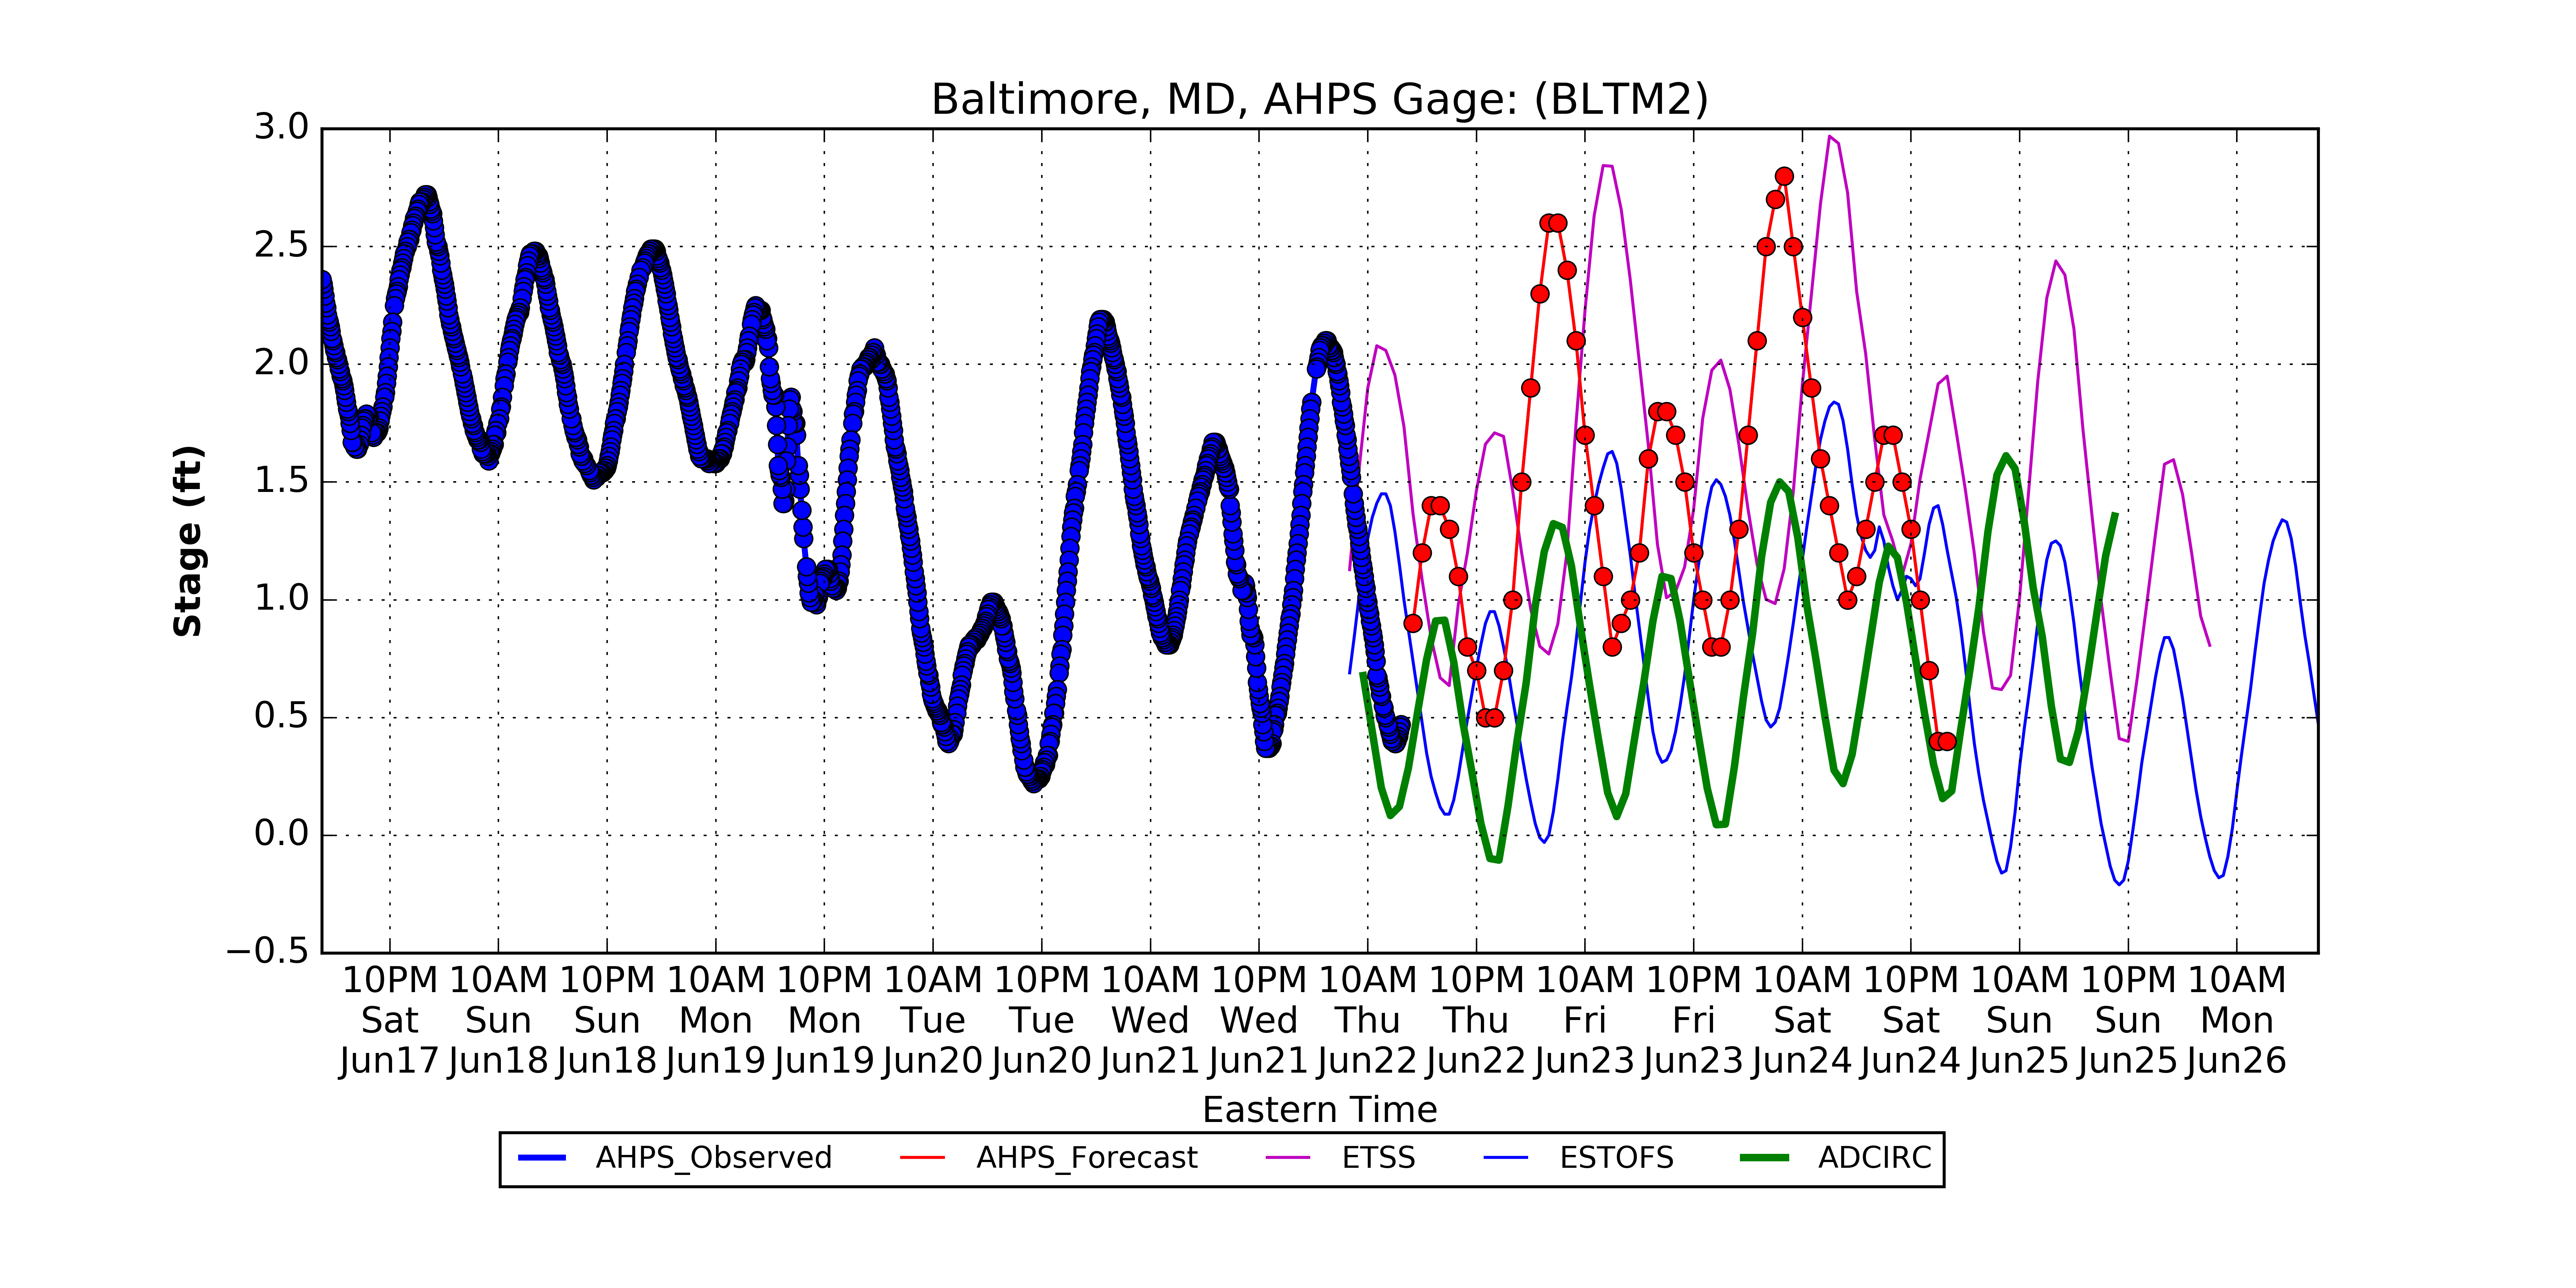 Baltimore, MD, AHPS Gage: (BLTM2)
3.0
2.5
2.0
1.5
1.0
0.5
0.0
−0.5
Stage (ft)
10PM 10AM 10PM 10AM 10PM 10AM 10PM 10AM 10PM 10AM 10PM 10AM 10PM 10AM 10PM 10AM 10PM 10AM
Sat Sun Sun Mon Mon Tue Tue Wed Wed Thu Thu Fri Fri Sat Sat Sun Sun Mon
Jun17 Jun18 Jun18 Jun19 Jun19 Jun20 Jun20 Jun21 Jun21 Jun22 Jun22 Jun23 Jun23 Jun24 Jun24 Jun25 Jun25 Jun26
Eastern Time
AHPS_Observed AHPS_Forecast ETSS ESTOFS ADCIRC